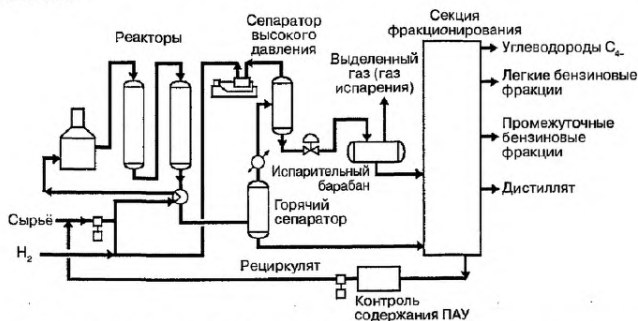 Реакторы
Сепаратор
высокого
давления
Секция
фракционирования
Выделенный
газ (газ
испарения)
Углеводороды C₄₋
Легкие бензиновые
фракции
Промежуточные
бензиновые
фракции
Дистиллят
Испарительный
барабан
Горячий
сепаратор
Сырьё
H₂
Рециркулят
Контроль
содержания ПАУ